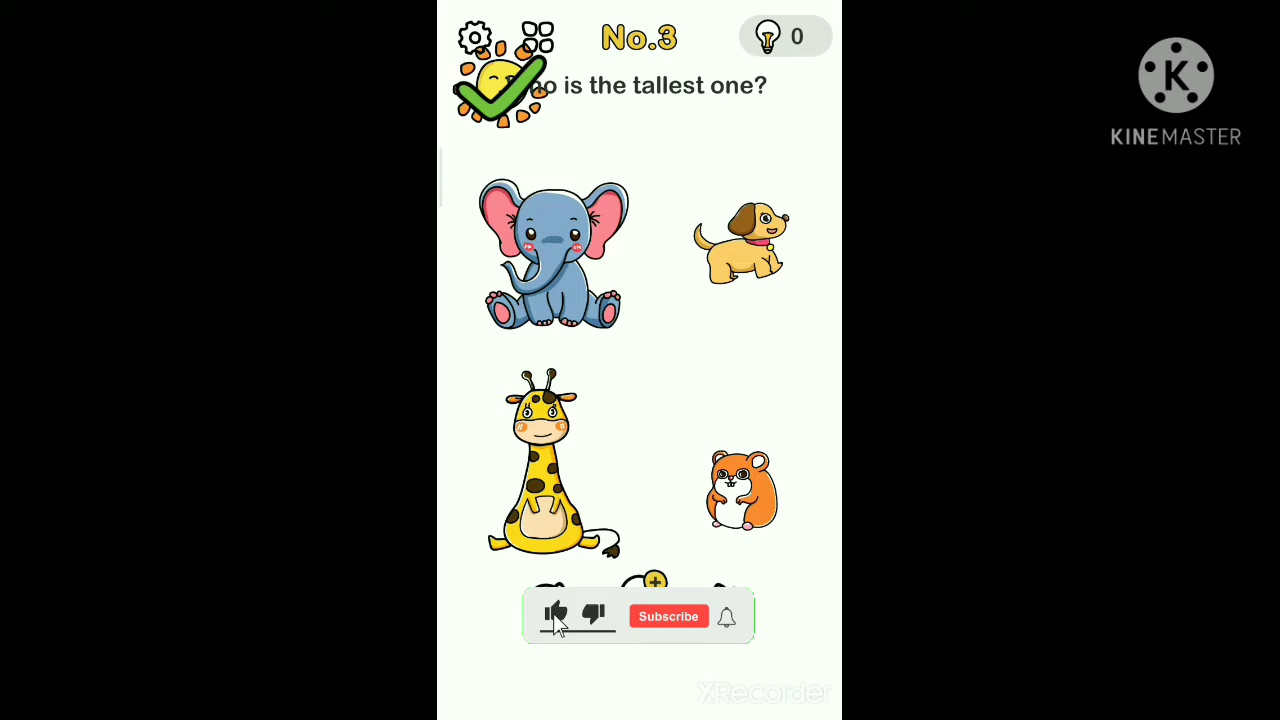 No.3
0
is the tallest one?
KINEMASTER
Subscribe
XRecorder